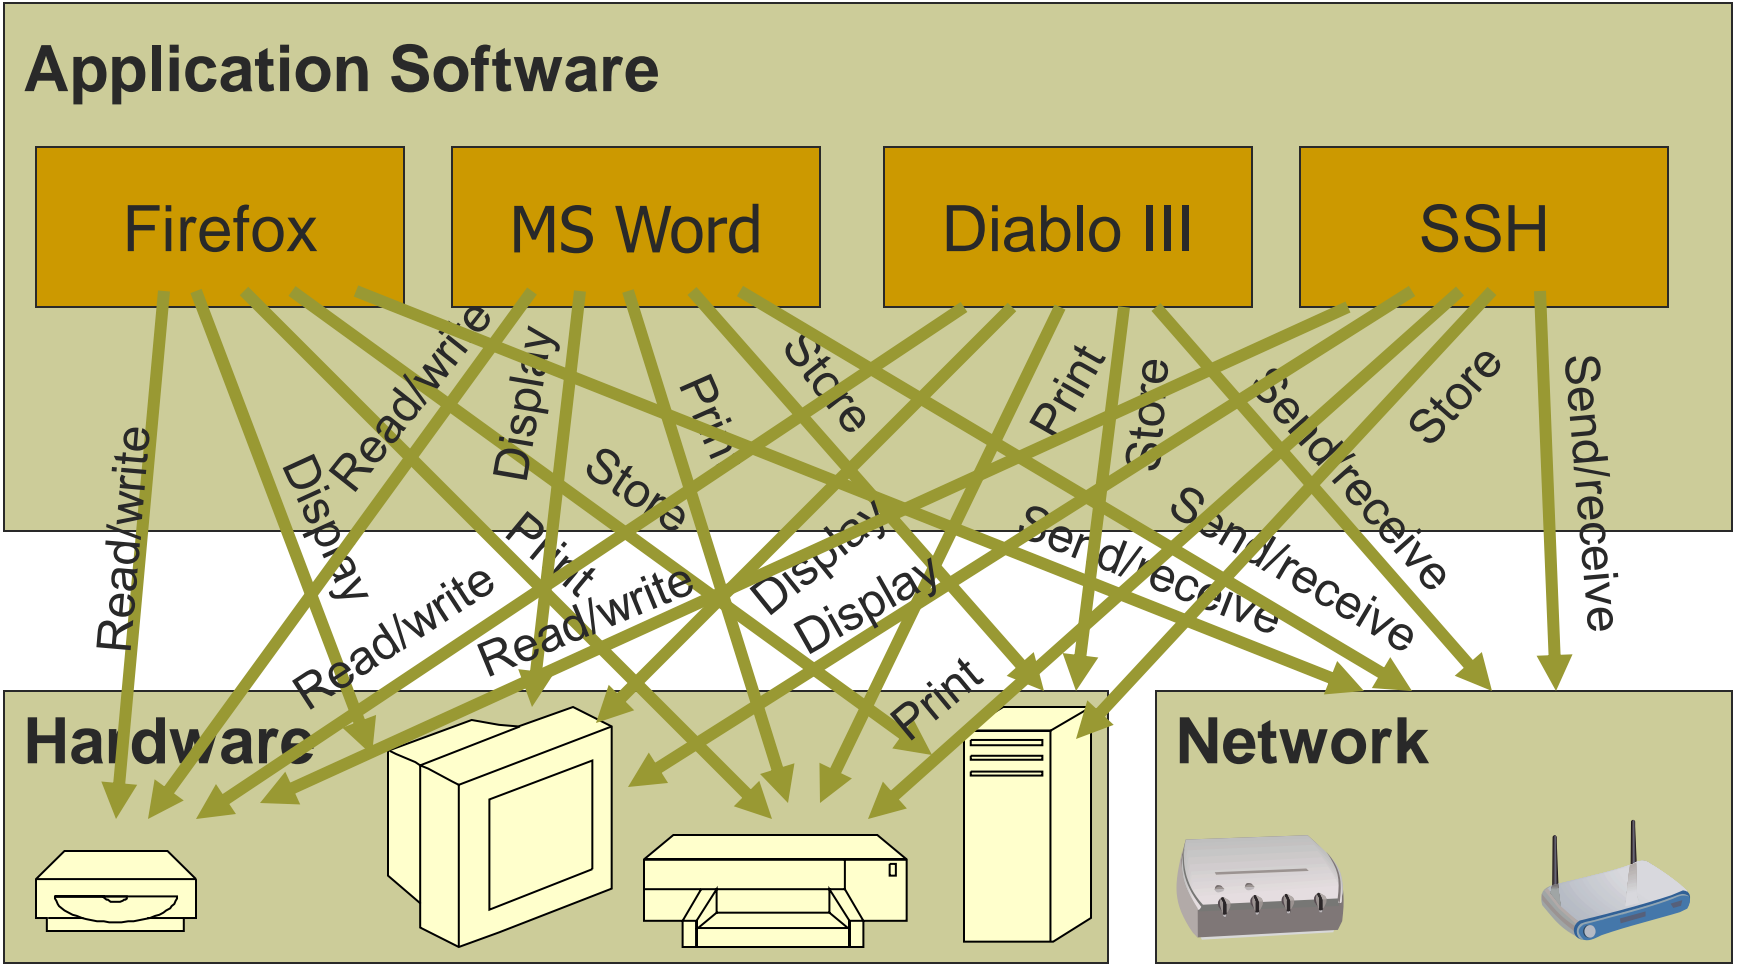 Application Software
Firefox
MS Word
Diablo III
SSH
Read/write
Display
Print
Store
Send/receive
Read/write
Display
Prin
Store
Send/receive
Read/write
Display
Print
Store
Send/receive
Read/write
Display
Print
Store
Send/receive
Hardware
Network